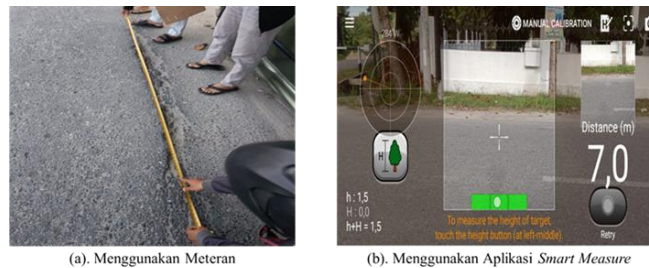 MANUAL CALIBRATION
Distance (m)
7,0
H
h : 1,5
H : 0,0
h+H = 1,5
To measure the height of target,
touch the height button (at left-middle)
Retry
(a). Menggunakan Meteran
(b). Menggunakan Aplikasi Smart Measure